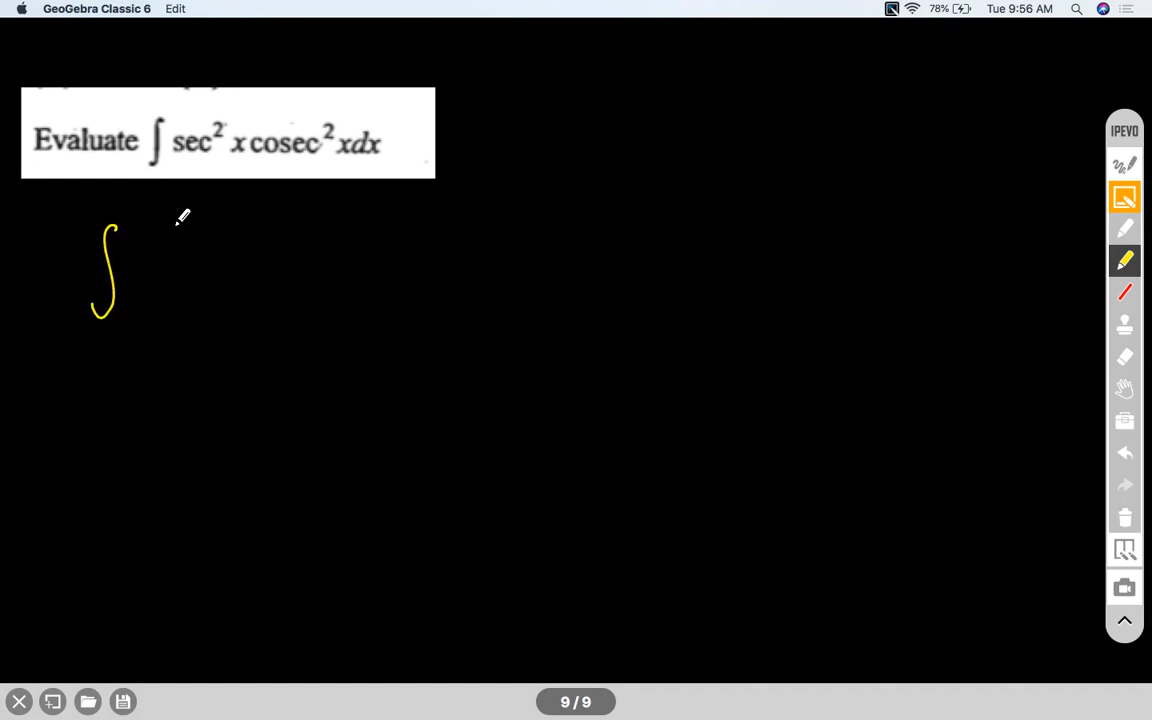 GeoGebra Classic 6 Edit 78% Tue 9:56 AM
Evaluate ∫ sec² x cosec² xdx
IPEVO
∫
9 / 9